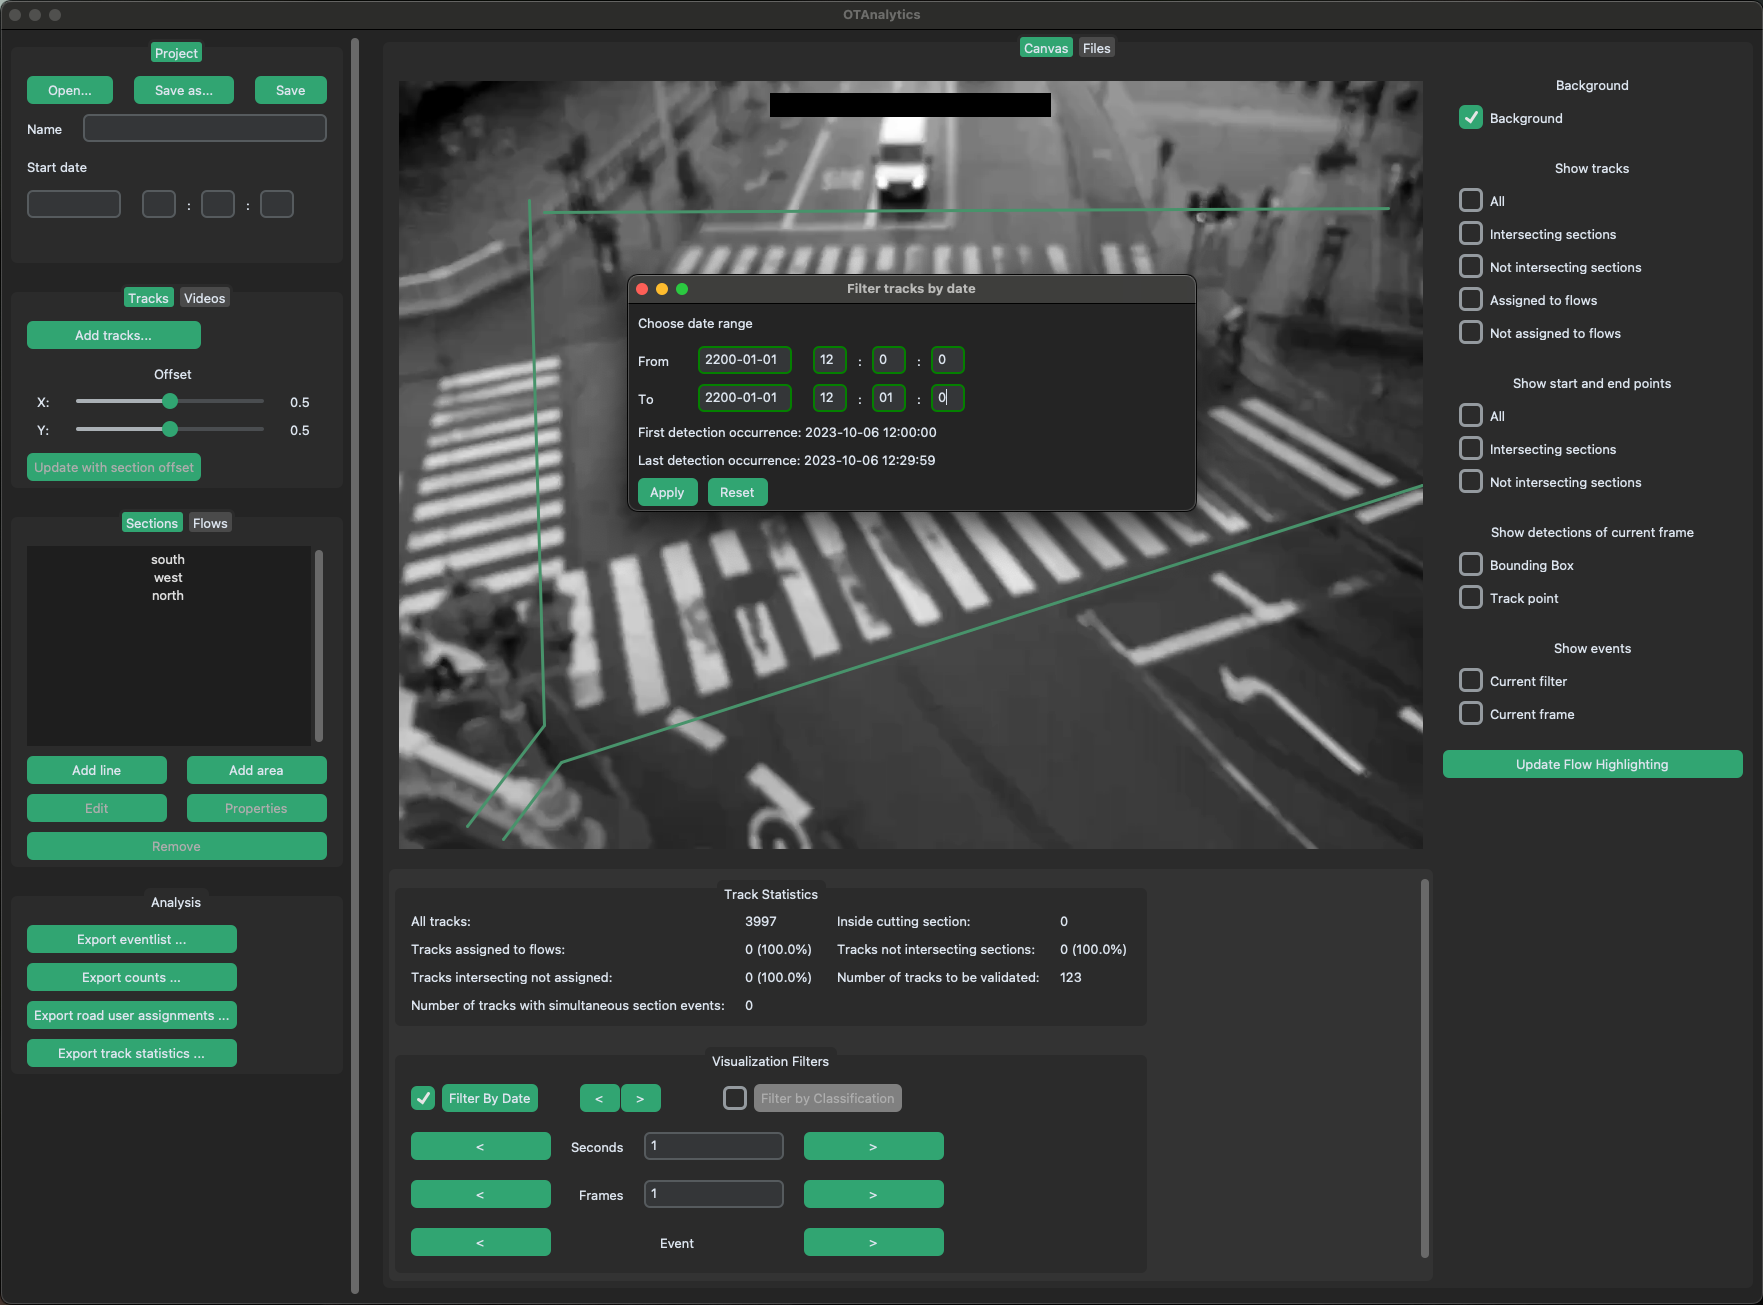 OTAnalytics
Project
Open...
Save as...
Save
Name
Start date
:
:
Tracks
Videos
Add tracks...
Offset
X:
0.5
Y:
0.5
Update with section offset
Sections
Flows
south
west
north
Add line
Add area
Edit
Properties
Remove
Analysis
Export eventlist ...
Export counts ...
Export road user assignments ...
Export track statistics ...
Canvas
Files
Filter tracks by date
Choose date range
From 2200-01-01 12 : 0 : 0
To 2200-01-01 12 : 01 : 0
First detection occurrence: 2023-10-06 12:00:00
Last detection occurrence: 2023-10-06 12:29:59
Apply
Reset
Track Statistics
All tracks: 3997 Inside cutting section: 0
Tracks assigned to flows: 0 (100.0%) Tracks not intersecting sections: 0 (100.0%)
Tracks intersecting not assigned: 0 (100.0%) Number of tracks to be validated: 123
Number of tracks with simultaneous section events: 0
Visualization Filters
Filter By Date < > Filter by Classification
< Seconds 1 >
< Frames 1 >
< Event >
Background
Background
Show tracks
All
Intersecting sections
Not intersecting sections
Assigned to flows
Not assigned to flows
Show start and end points
All
Intersecting sections
Not intersecting sections
Show detections of current frame
Bounding Box
Track point
Show events
Current filter
Current frame
Update Flow Highlighting